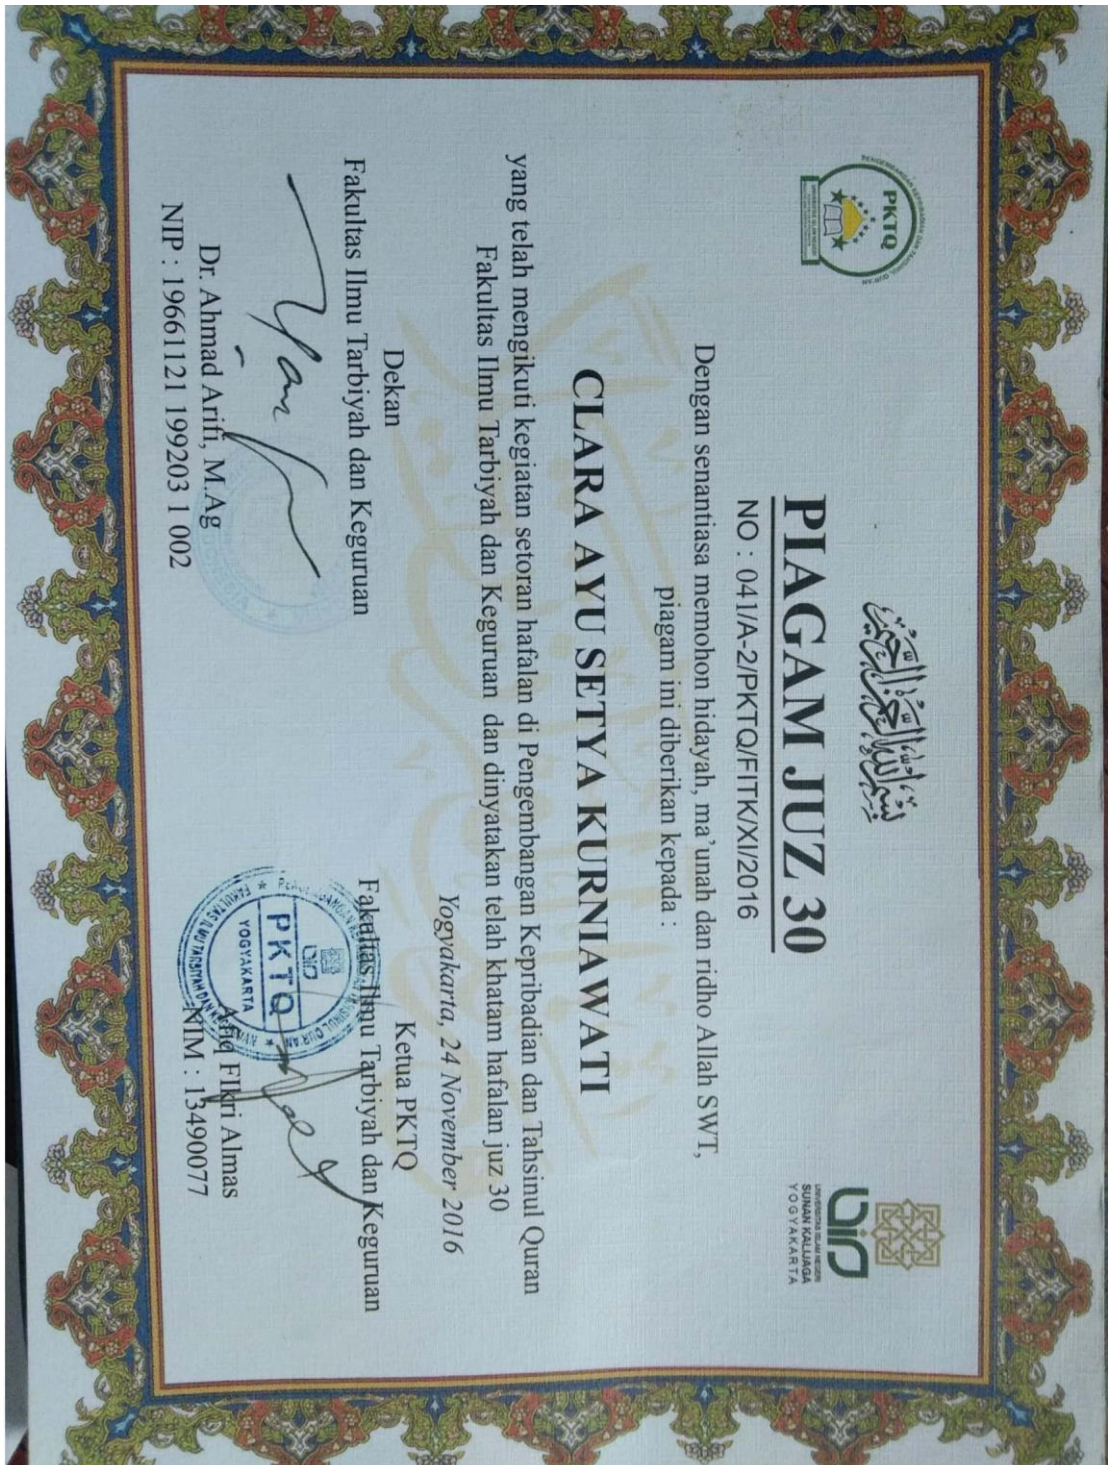 PKTQ
بسم الله الرحمن الرحيم
UNIVERSITAS ISLAM NEGERI
SUNAN KALIJAGA
YOGYAKARTA
PIAGAM JUZ 30
NO : 041/A-2/PKTQ/FITK/XI/2016
Dengan senantiasa memohon hidayah, ma'unah dan ridho Allah SWT,
piagam ini diberikan kepada :
CLARA AYU SETYA KURNIAWATI
yang telah mengikuti kegiatan setoran hafalan di Pengembangan Kepribadian dan Tahsinul Quran
Fakultas Ilmu Tarbiyah dan Keguruan dan dinyatakan telah khatam hafalan juz 30
Yogyakarta, 24 November 2016
Dekan
Fakultas Ilmu Tarbiyah dan Keguruan
Dr. Ahmad Arifi, M.Ag
NIP : 19661121 199203 1 002
Ketua PKTQ
Fakultas Ilmu Tarbiyah dan Keguruan
PKTQ
YOGYAKARTA
FIkri Almas
NIM : 13490077